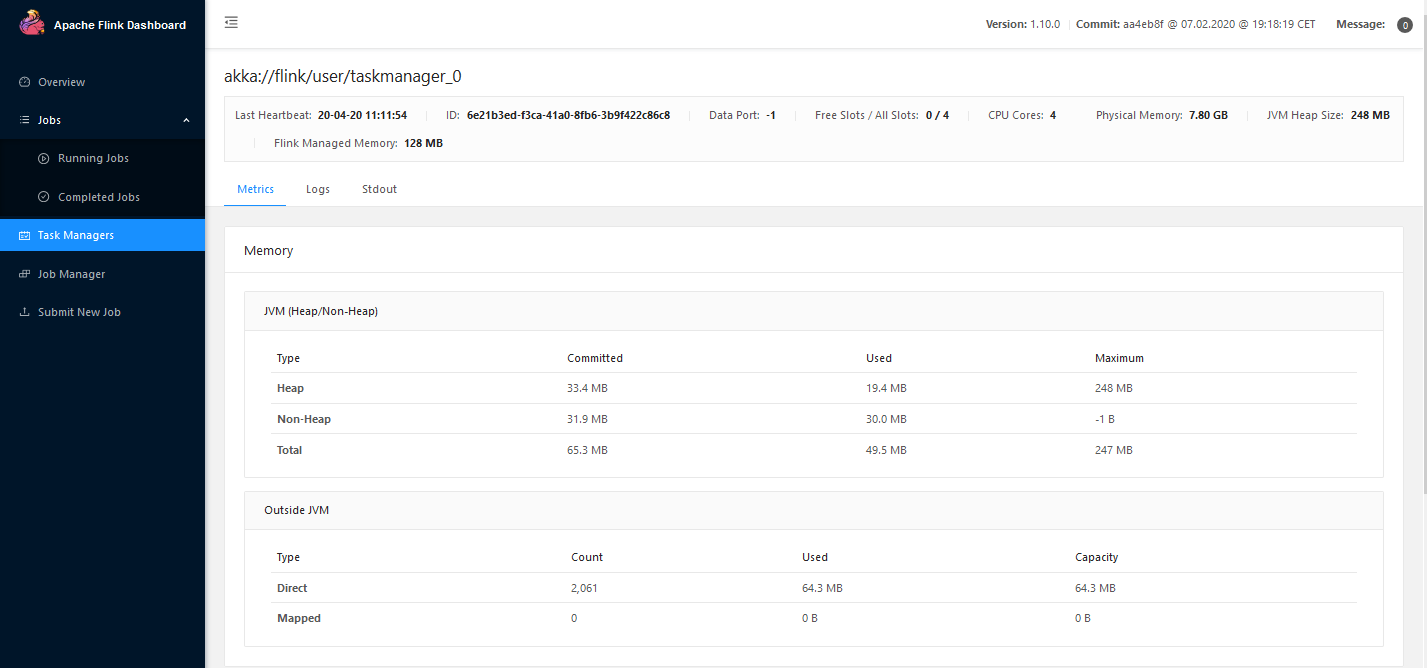 Apache Flink Dashboard
Version: 1.10.0 Commit: aa4eb8f @ 07.02.2020 @ 19:18:19 CET Message: 0
Overview
Jobs
Running Jobs
Completed Jobs
Task Managers
Job Manager
Submit New Job
akka://flink/user/taskmanager_0
Last Heartbeat: 20-04-20 11:11:54 ID: 6e21b3ed-f3ca-41a0-8fb6-3b9f422c86c8 Data Port: -1 Free Slots / All Slots: 0 / 4 CPU Cores: 4 Physical Memory: 7.80 GB JVM Heap Size: 248 MB
Flink Managed Memory: 128 MB
Metrics Logs Stdout
Memory
JVM (Heap/Non-Heap)
Type Committed Used Maximum
Heap 33.4 MB 19.4 MB 248 MB
Non-Heap 31.9 MB 30.0 MB -1 B
Total 65.3 MB 49.5 MB 247 MB
Outside JVM
Type Count Used Capacity
Direct 2,061 64.3 MB 64.3 MB
Mapped 0 0 B 0 B